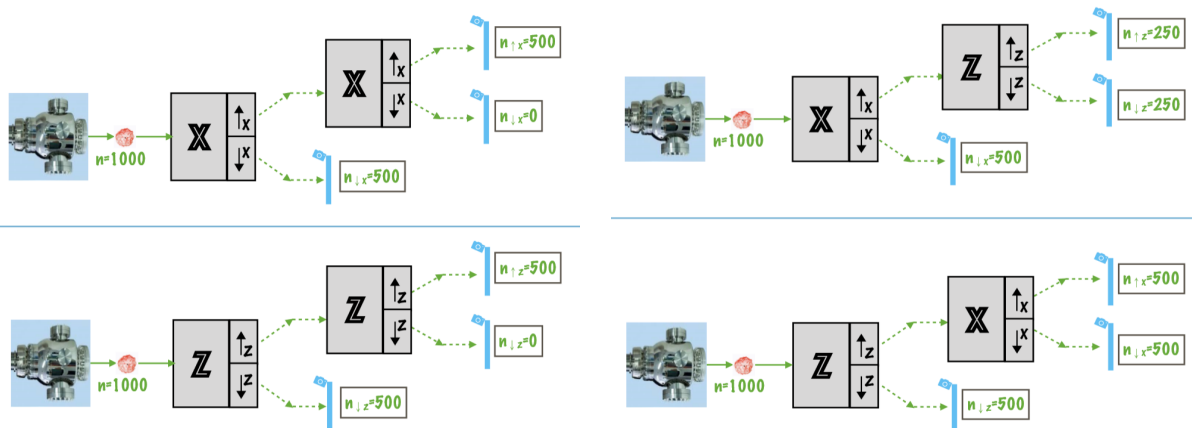 n↑x=500
X
↑x
↓x
n↓x=0
n=1000
X
↑x
↓x
n↓x=500
n↑z=250
Z
↑z
↓z
n↓z=250
n=1000
X
↑x
↓x
n↓x=500
n↑z=500
Z
↑z
↓z
n↓z=0
n=1000
Z
↑z
↓z
n↓z=500
n↑x=500
X
↑x
↓x
n↓x=500
n=1000
Z
↑z
↓z
n↓z=500